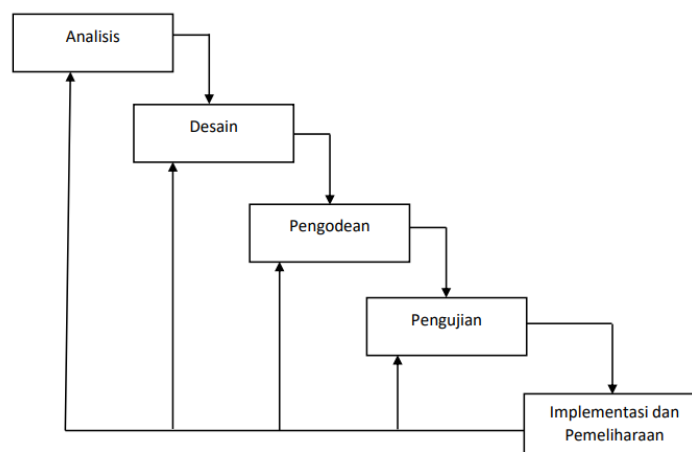 Analisis
Desain
Pengodean
Pengujian
Implementasi dan
Pemeliharaan